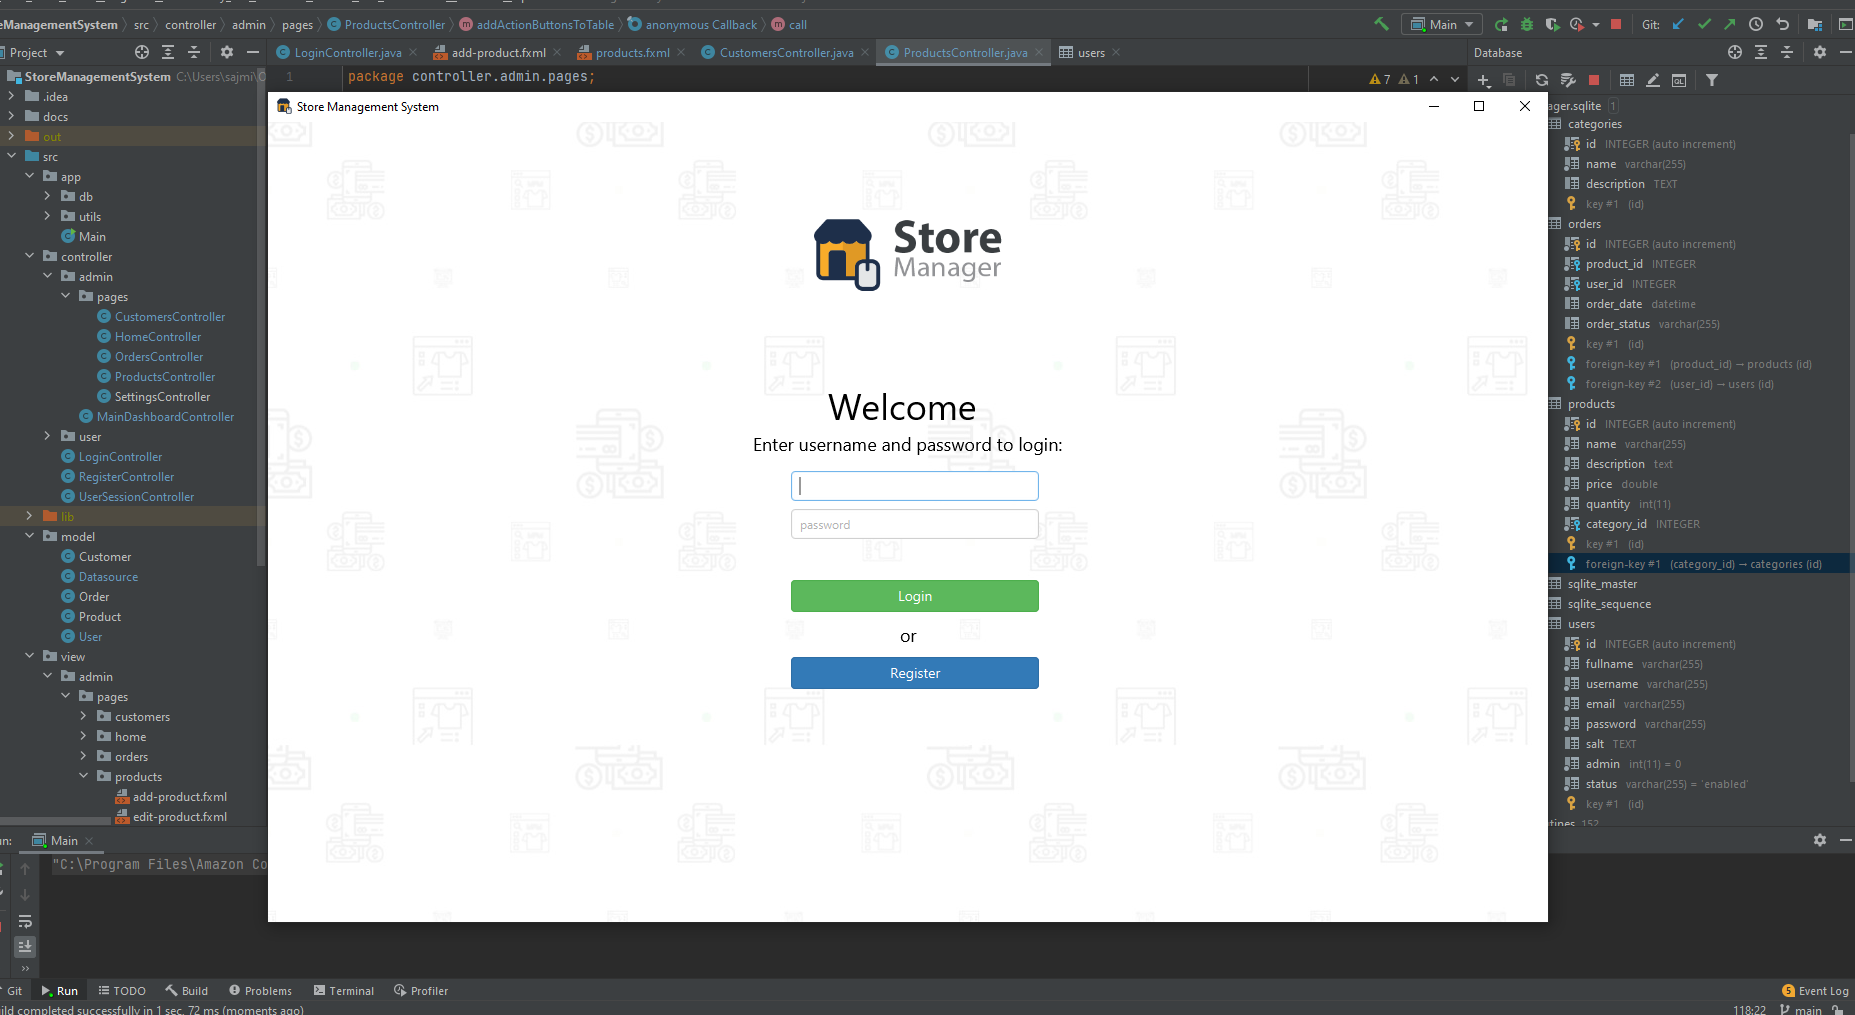 eManagementSystem src controller admin pages ProductsController addActionButtonsToTable anonymous Callback call
Main Git:
Project
LoginController.java add-product.fxml products.fxml CustomersController.java ProductsController.java users
Database
StoreManagementSystem C:\Users\sajmi\O
1 package controller.admin.pages;
7 1
.idea
docs
out
src
app
db
utils
Main
controller
admin
pages
CustomersController
HomeController
OrdersController
ProductsController
SettingsController
MainDashboardController
user
LoginController
RegisterController
UserSessionController
lib
model
Customer
Datasource
Order
Product
User
view
admin
pages
customers
home
orders
products
add-product.fxml
edit-product.fxml
Store Management System
Store
Manager
Welcome
Enter username and password to login:
password
Login
or
Register
ager.sqlite 1
categories
id INTEGER (auto increment)
name varchar(255)
description TEXT
key #1 (id)
orders
id INTEGER (auto increment)
product_id INTEGER
user_id INTEGER
order_date datetime
order_status varchar(255)
key #1 (id)
foreign-key #1 (product_id) → products (id)
foreign-key #2 (user_id) → users (id)
products
id INTEGER (auto increment)
name varchar(255)
description text
price double
quantity int(11)
category_id INTEGER
key #1 (id)
foreign-key #1 (category_id) → categories (id)
sqlite_master
sqlite_sequence
users
id INTEGER (auto increment)
fullname varchar(255)
username varchar(255)
email varchar(255)
password varchar(255)
salt TEXT
admin int(11) = 0
status varchar(255) = 'enabled'
key #1 (id)
tines 152
un: Main
"C:\Program Files\Amazon Co
Git Run TODO Build Problems Terminal Profiler
5 Event Log
ild completed successfully in 1 sec, 72 ms (moments ago)
118:22 main